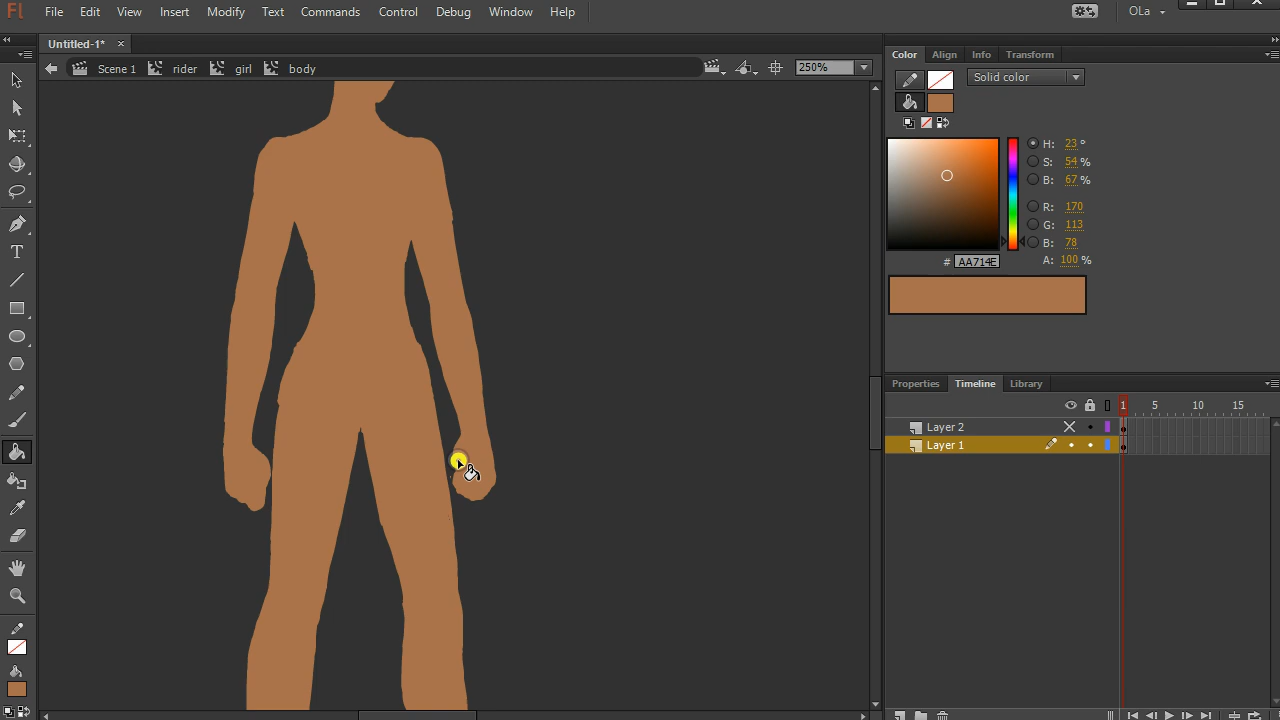 Fl File Edit View Insert Modify Text Commands Control Debug Window Help OLa
Untitled-1* ×
Scene 1 rider girl body 250%
Color Align Info Transform
Solid color
H: 23 °
S: 54 %
B: 67 %
R: 170
G: 113
B: 78
# AA714E A: 100 %
T
Properties Timeline Library
1 5 10 15
Layer 2
Layer 1